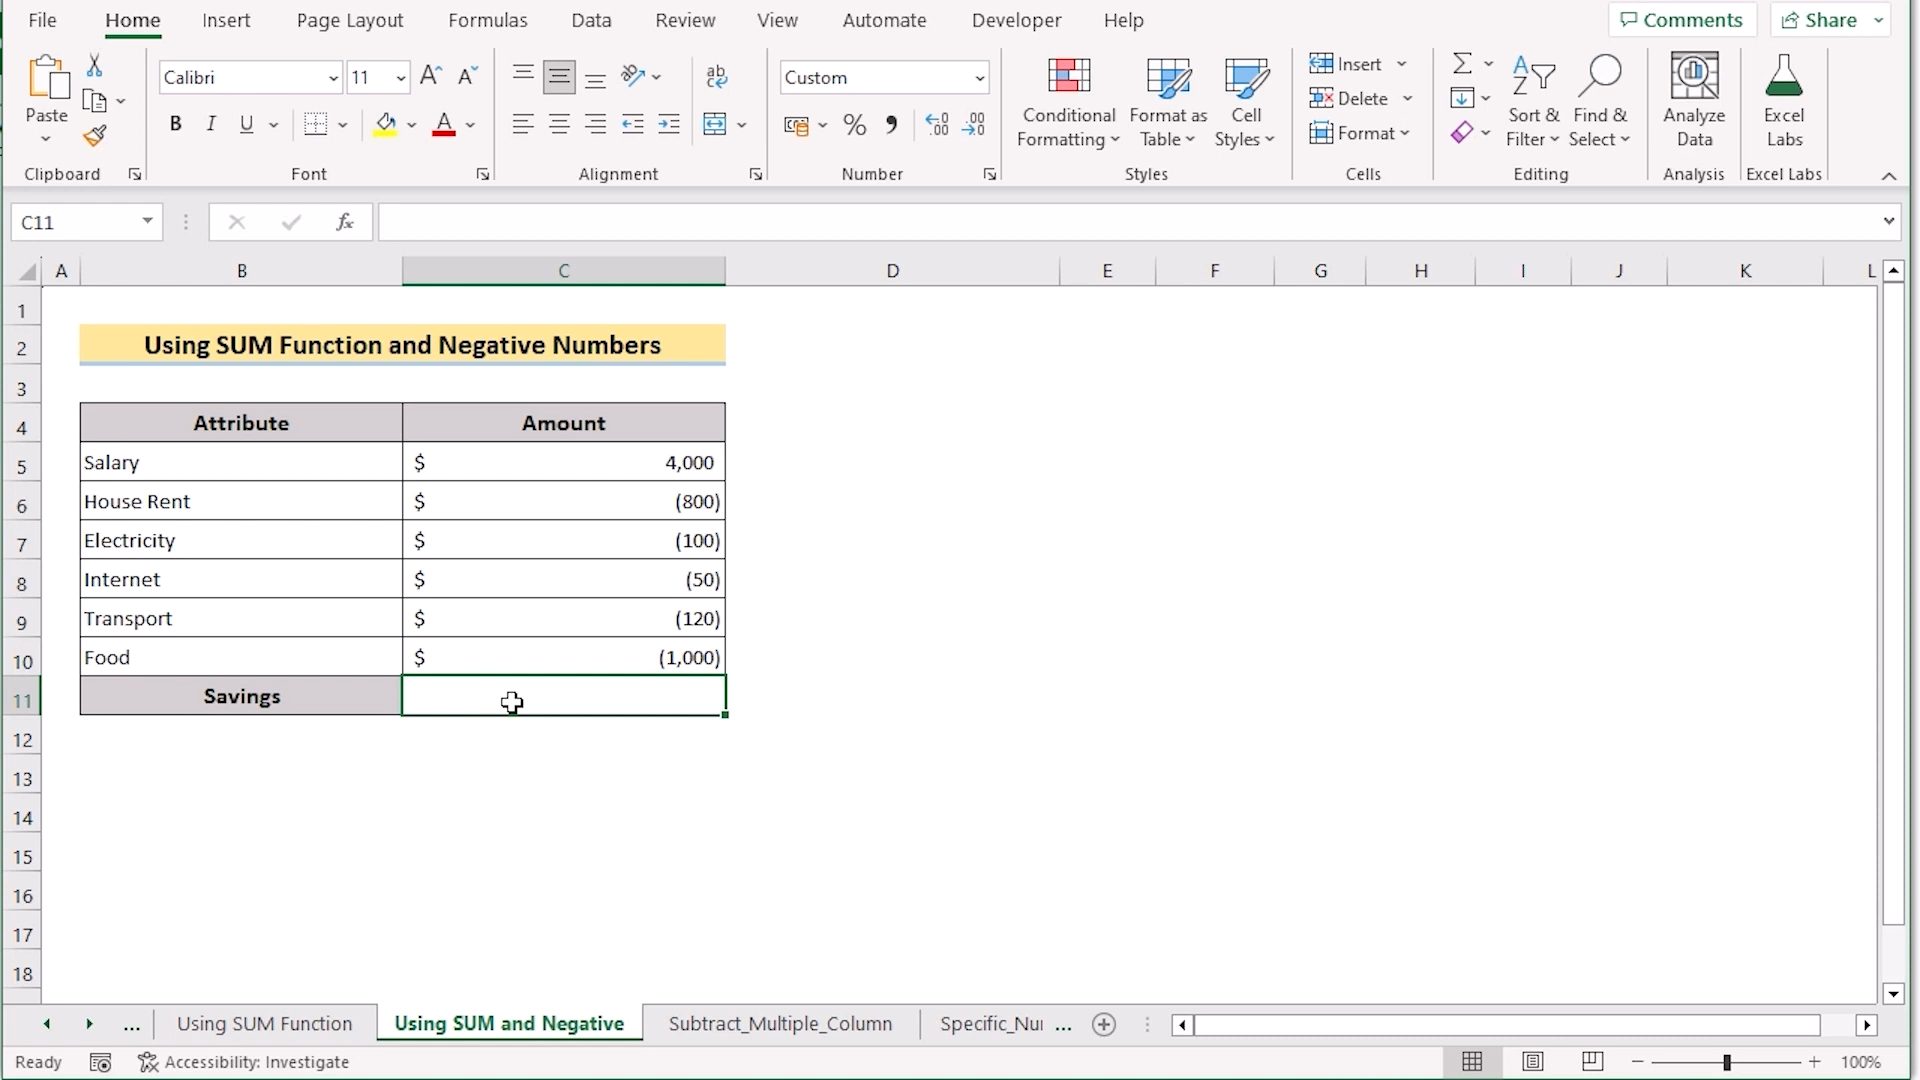 File Home Insert Page Layout Formulas Data Review View Automate Developer Help Comments Share
Paste
Calibri 11
B I U
Custom
Conditional Formatting
Format as Table
Cell Styles
Insert
Delete
Format
Sort & Filter
Find & Select
Analyze Data
Excel Labs
Clipboard Font Alignment Number Styles Cells Editing Analysis Excel Labs
C11 fx
A B C D E F G H I J K L
1
2 Using SUM Function and Negative Numbers
3
4 Attribute Amount
5 Salary $ 4,000
6 House Rent $ (800)
7 Electricity $ (100)
8 Internet $ (50)
9 Transport $ (120)
10 Food $ (1,000)
11 Savings
12
13
14
15
16
17
18
... Using SUM Function Using SUM and Negative Subtract_Multiple_Column Specific_Nu ...
Ready Accessibility: Investigate 100%